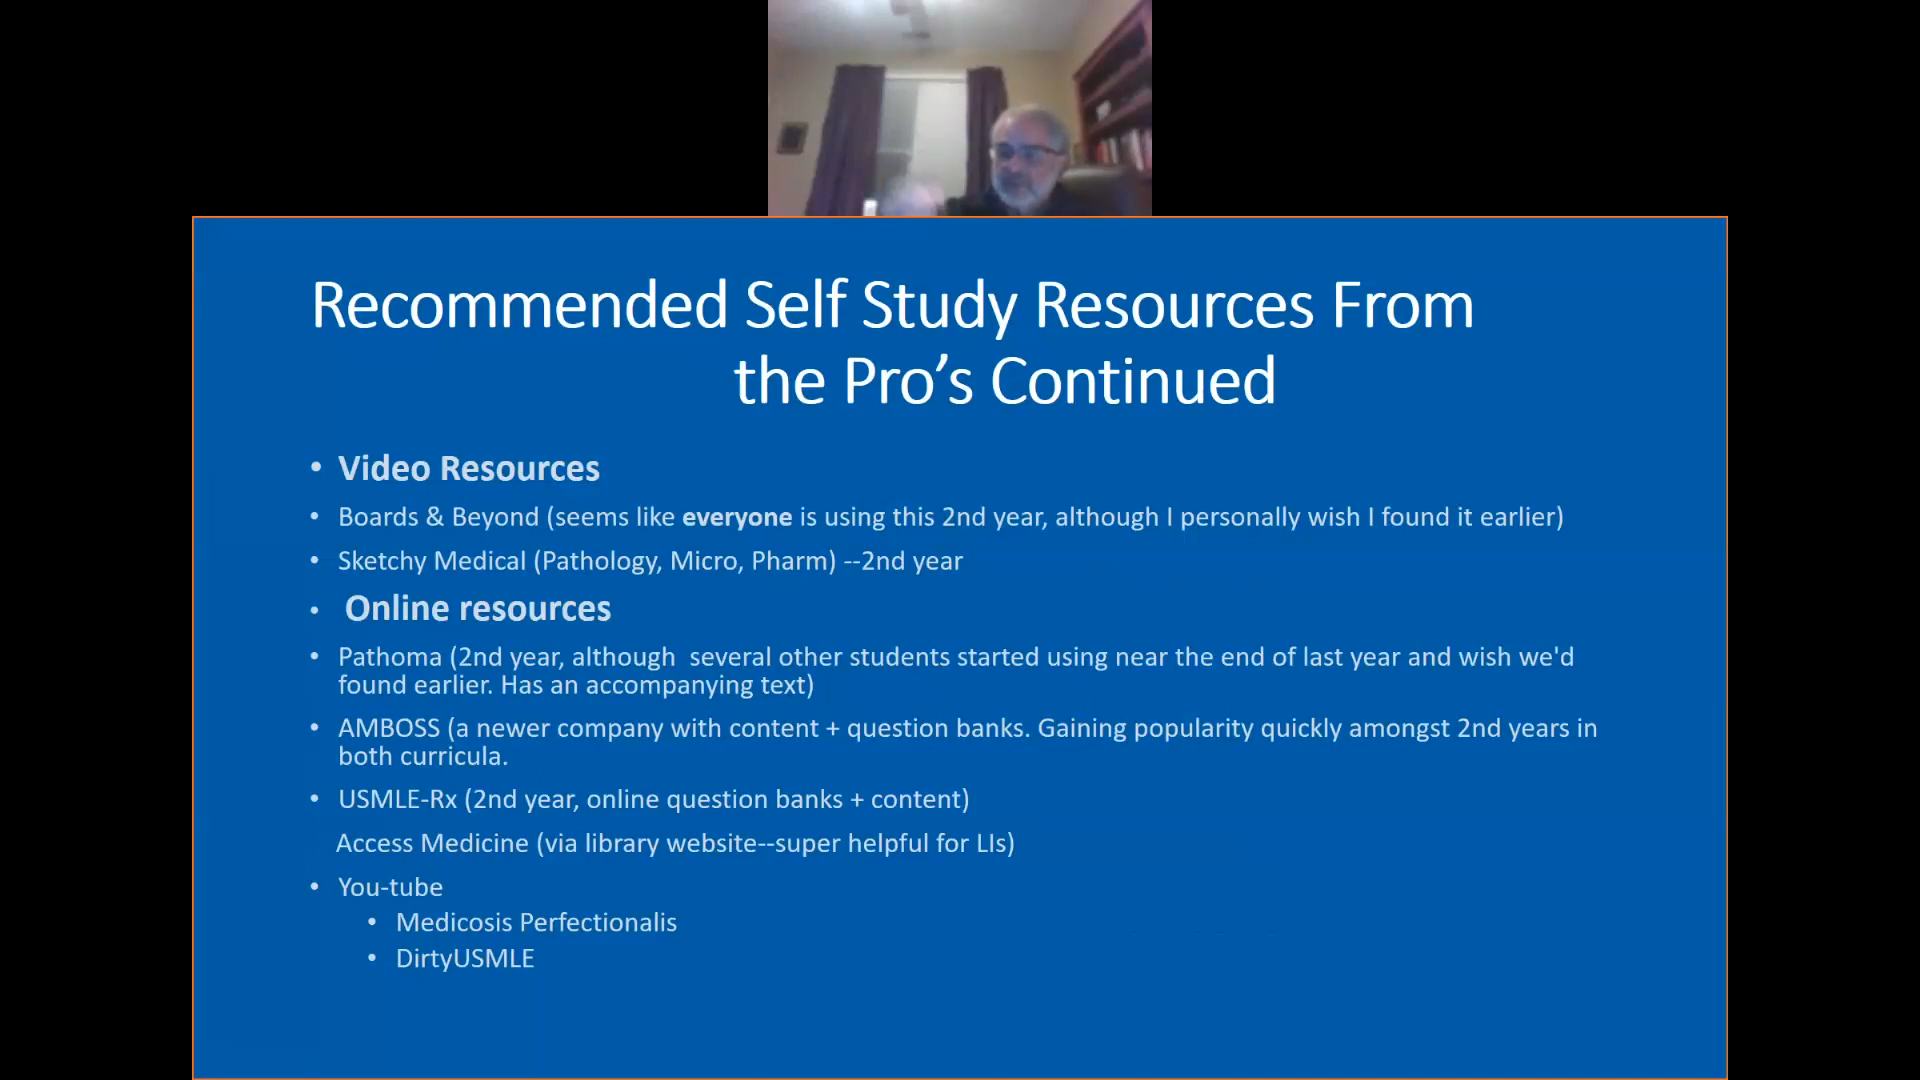 Recommended Self Study Resources From
the Pro’s Continued
• Video Resources
• Boards & Beyond (seems like everyone is using this 2nd year, although I personally wish I found it earlier)
• Sketchy Medical (Pathology, Micro, Pharm) --2nd year
• Online resources
• Pathoma (2nd year, although  several other students started using near the end of last year and wish we'd
found earlier. Has an accompanying text)
• AMBOSS (a newer company with content + question banks. Gaining popularity quickly amongst 2nd years in
both curricula.
• USMLE-Rx (2nd year, online question banks + content)
Access Medicine (via library website--super helpful for LIs)
• You-tube
• Medicosis Perfectionalis
• DirtyUSMLE